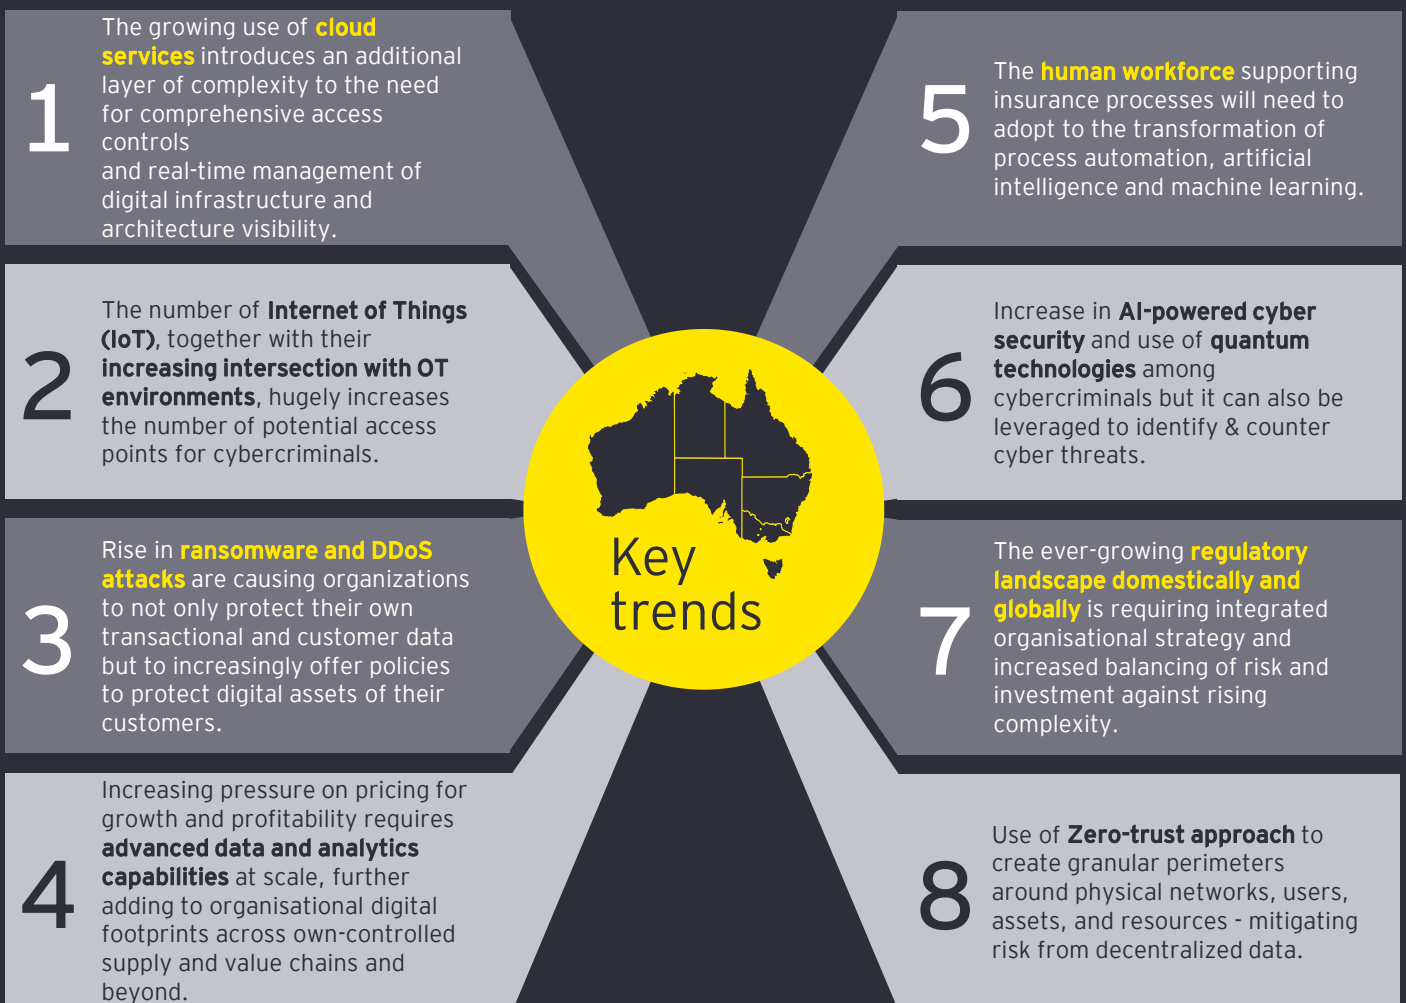 1
The growing use of cloud
services introduces an additional
layer of complexity to the need
for comprehensive access
controls
and real-time management of
digital infrastructure and
architecture visibility.
2
The number of Internet of Things
(IoT), together with their
increasing intersection with OT
environments, hugely increases
the number of potential access
points for cybercriminals.
3
Rise in ransomware and DDoS
attacks are causing organizations
to not only protect their own
transactional and customer data
but to increasingly offer policies
to protect digital assets of their
customers.
4
Increasing pressure on pricing for
growth and profitability requires
advanced data and analytics
capabilities at scale, further
adding to organisational digital
footprints across own-controlled
supply and value chains and
beyond.
Key
trends
5
The human workforce supporting
insurance processes will need to
adopt to the transformation of
process automation, artificial
intelligence and machine learning.
6
Increase in AI-powered cyber
security and use of quantum
technologies among
cybercriminals but it can also be
leveraged to identify & counter
cyber threats.
7
The ever-growing regulatory
landscape domestically and
globally is requiring integrated
organisational strategy and
increased balancing of risk and
investment against rising
complexity.
8
Use of Zero-trust approach to
create granular perimeters
around physical networks, users,
assets, and resources - mitigating
risk from decentralized data.